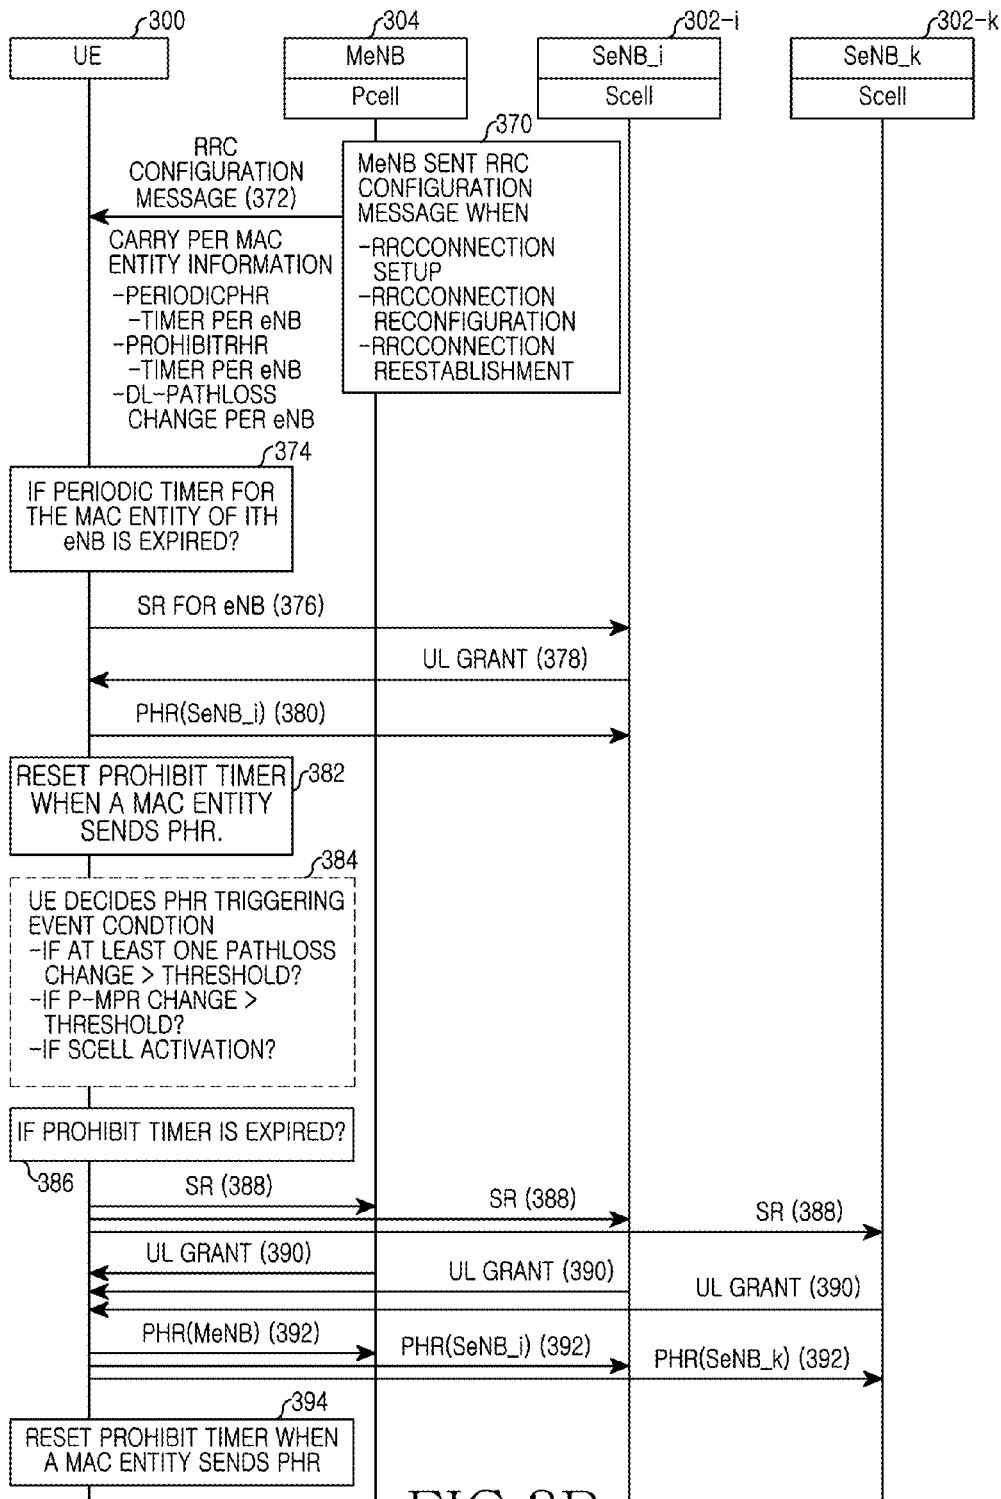 300
304
302-i
302-k
UE
MeNB
SeNB_i
SeNB_k
Pcell
Scell
Scell
370
RRC
CONFIGURATION
MESSAGE (372)
MeNB SENT RRC
CONFIGURATION
MESSAGE WHEN
-RRCCONNECTION
SETUP
-RRCCONNECTION
RECONFIGURATION
-RRCCONNECTION
REESTABLISHMENT
CARRY PER MAC
ENTITY INFORMATION
-PERIODICPHR
-TIMER PER eNB
-PROHIBITRHR
-TIMER PER eNB
-DL-PATHLOSS
CHANGE PER eNB
374
IF PERIODIC TIMER FOR
THE MAC ENTITY OF ITH
eNB IS EXPIRED?
SR FOR eNB (376)
UL GRANT (378)
PHR(SeNB_i) (380)
382
RESET PROHIBIT TIMER
WHEN A MAC ENTITY
SENDS PHR.
384
UE DECIDES PHR TRIGGERING
EVENT CONDTION
-IF AT LEAST ONE PATHLOSS
CHANGE > THRESHOLD?
-IF P-MPR CHANGE >
THRESHOLD?
-IF SCELL ACTIVATION?
IF PROHIBIT TIMER IS EXPIRED?
386
SR (388)
SR (388)
SR (388)
UL GRANT (390)
UL GRANT (390)
UL GRANT (390)
PHR(MeNB) (392)
PHR(SeNB_i) (392)
PHR(SeNB_k) (392)
394
RESET PROHIBIT TIMER WHEN
A MAC ENTITY SENDS PHR